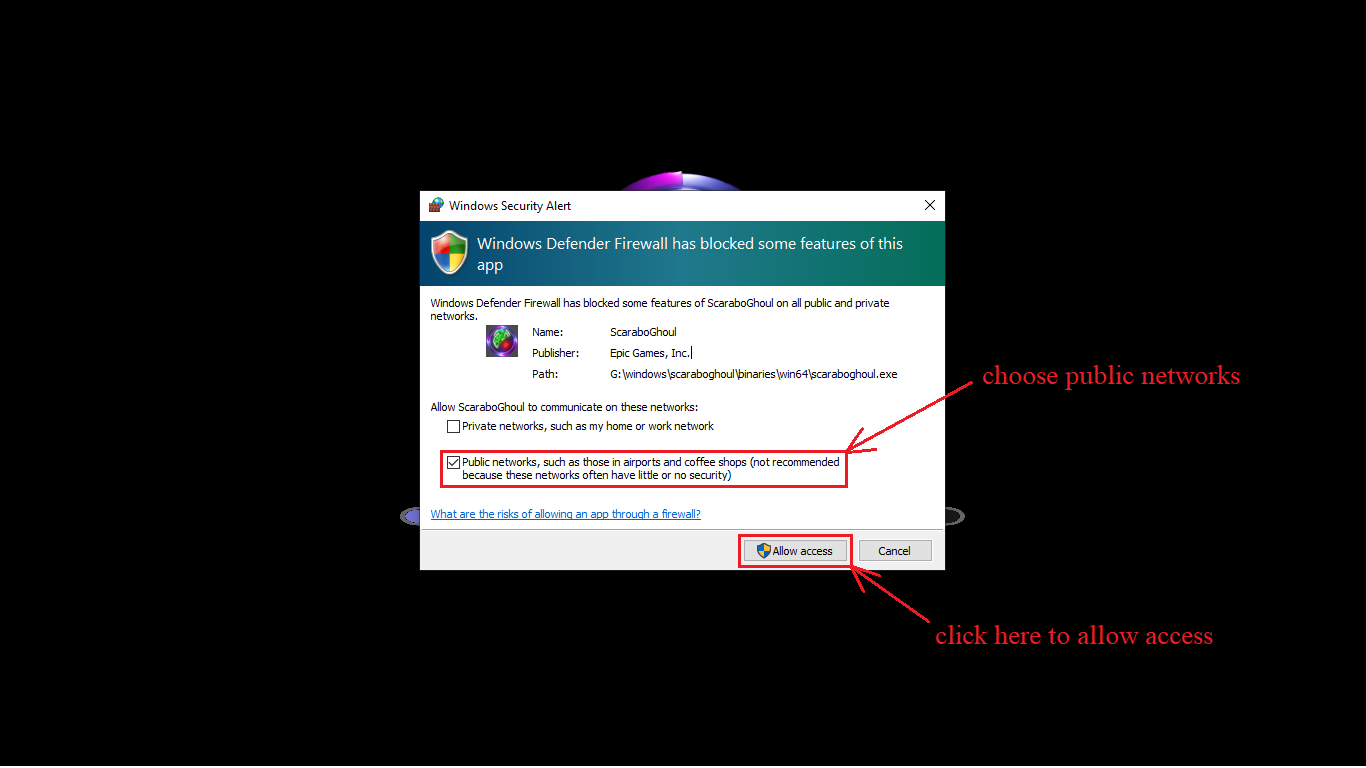 Windows Security Alert
Windows Defender Firewall has blocked some features of this
app
Windows Defender Firewall has blocked some features of ScaraboGhoul on all public and private
networks.
Name: ScaraboGhoul
Publisher: Epic Games, Inc.
Path: G:\windows\scaraboghoul\binaries\win64\scaraboghoul.exe
choose public networks
Allow ScaraboGhoul to communicate on these networks:
Private networks, such as my home or work network
Public networks, such as those in airports and coffee shops (not recommended
because these networks often have little or no security)
What are the risks of allowing an app through a firewall?
Allow access Cancel
click here to allow access